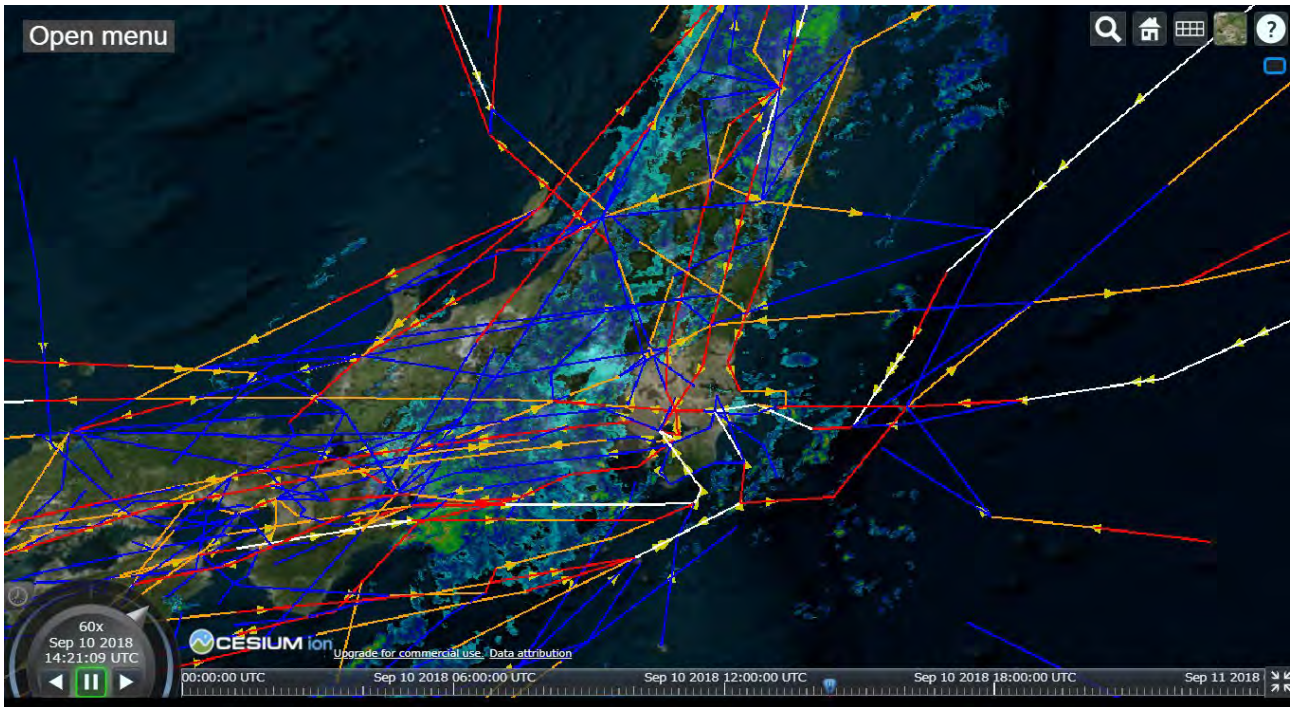 Open menu
?
60x
Sep 10 2018
14:21:09 UTC
CESIUM ion
Upgrade for commercial use. Data attribution
00:00:00 UTC
Sep 10 2018 06:00:00 UTC
Sep 10 2018 12:00:00 UTC
Sep 10 2018 18:00:00 UTC
Sep 11 2018